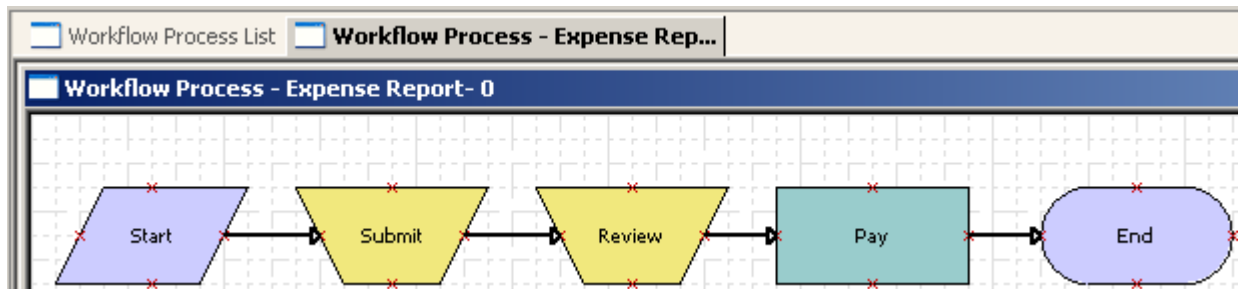 Workflow Process List Workflow Process - Expense Rep...
Workflow Process - Expense Report- 0
Start Submit Review Pay End